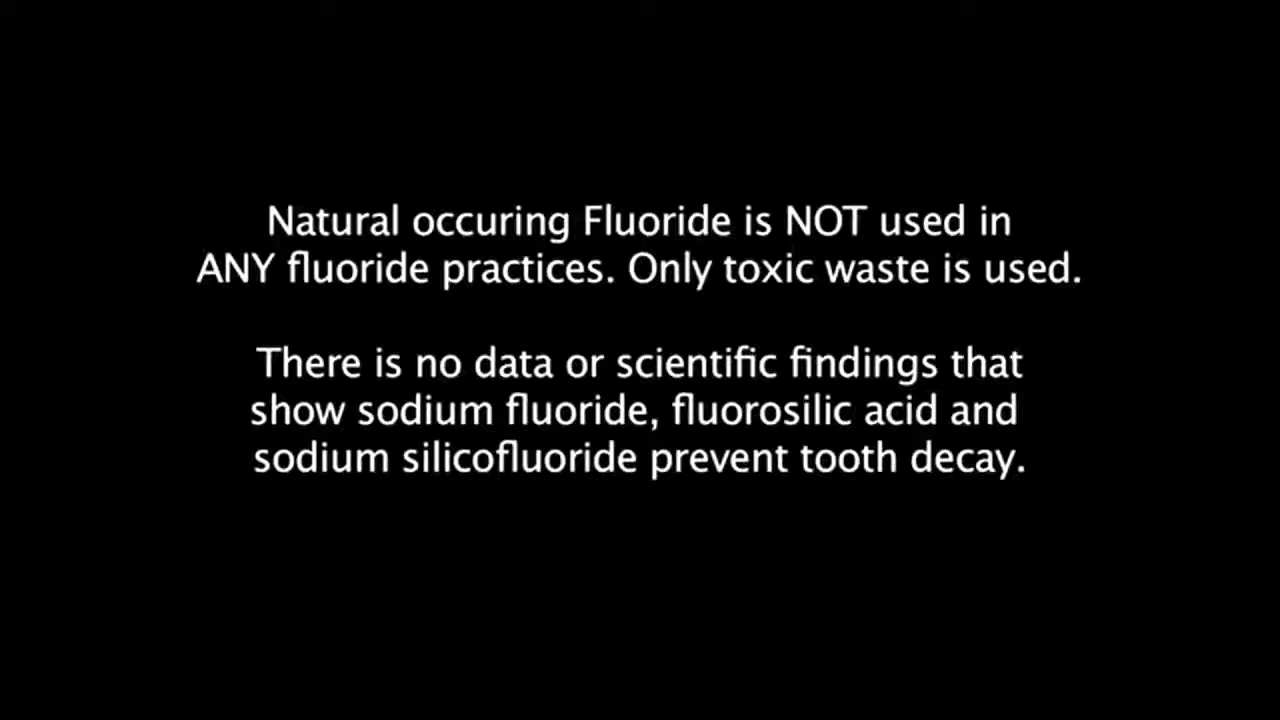 Natural occuring Fluoride is NOT used in
ANY fluoride practices. Only toxic waste is used.
There is no data or scientific findings that
show sodium fluoride, fluorosilic acid and
sodium silicofluoride prevent tooth decay.